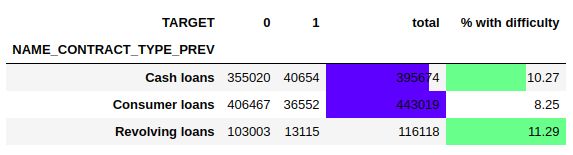 TARGET 0 1 total % with difficulty
NAME_CONTRACT_TYPE_PREV
Cash loans 355020 40654 395674 10.27
Consumer loans 406467 36552 443019 8.25
Revolving loans 103003 13115 116118 11.29